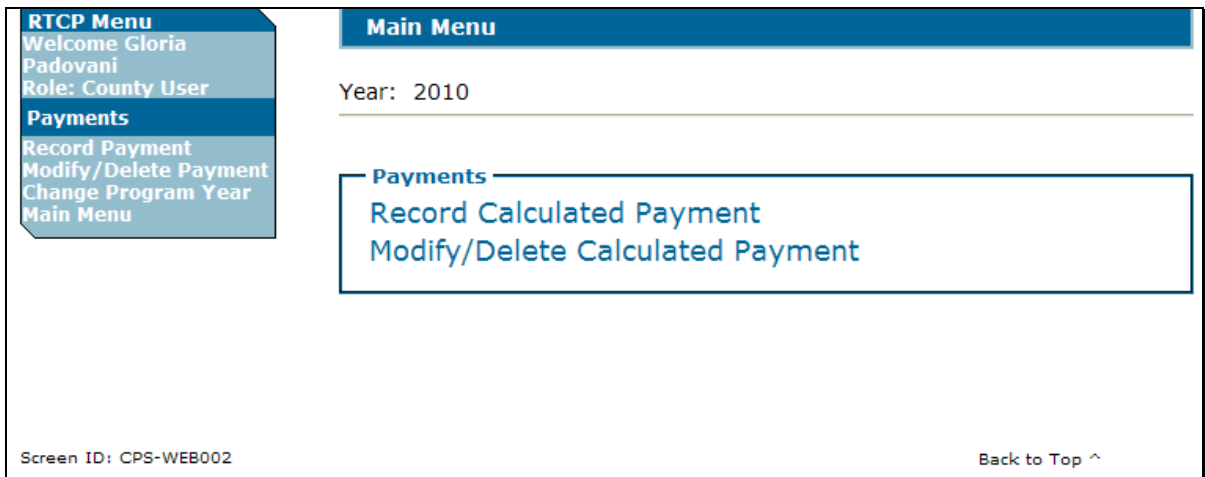 RTCP Menu
Welcome Gloria
Padovani
Role: County User
Payments
Record Payment
Modify/Delete Payment
Change Program Year
Main Menu
Main Menu
Year: 2010
Payments
Record Calculated Payment
Modify/Delete Calculated Payment
Screen ID: CPS-WEB002
Back to Top ^